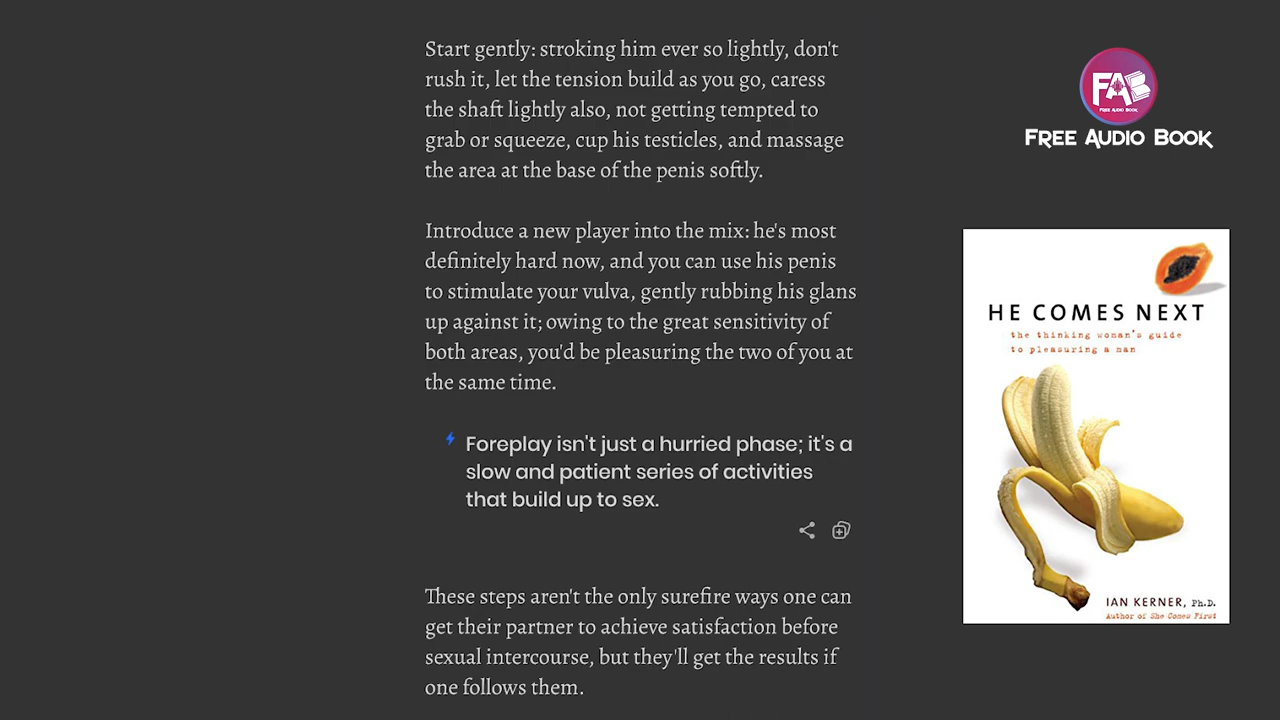 Start gently: stroking him ever so lightly, don't
rush it, let the tension build as you go, caress
the shaft lightly also, not getting tempted to
grab or squeeze, cup his testicles, and massage
the area at the base of the penis softly.
Introduce a new player into the mix: he's most
definitely hard now, and you can use his penis
to stimulate your vulva, gently rubbing his glans
up against it; owing to the great sensitivity of
both areas, you'd be pleasuring the two of you at
the same time.
Foreplay isn't just a hurried phase; it's a
slow and patient series of activities
that build up to sex.
These steps aren't the only surefire ways one can
get their partner to achieve satisfaction before
sexual intercourse, but they'll get the results if
one follows them.
FAB
FREE AUDIO BOOK
FREE AUDIO BOOK
HE COMES NEXT
the thinking woman's guide
to pleasuring a man
IAN KERNER, Ph.D.
Author of She Comes First